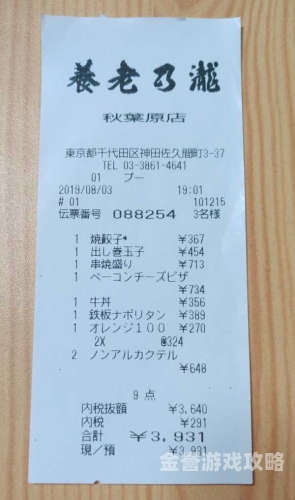 養老乃瀧
秋葉原店
東京都千代田区神田佐久間町3-37
TEL 03-3861-4641
01 ブー
2019/08/03 19:01
# 01 101215
伝票番号 088254 3名様
1 焼餃子* ¥367
1 出し巻玉子 ¥454
1 串焼盛り ¥713
1 ベーコンチーズピザ
¥734
1 牛丼 ¥356
1 鉄板ナポリタン ¥389
1 オレンジ100 ¥270
2X @324
2 ノンアルカクテル
¥648
9 点
内税抜額 ¥3,640
内税 ¥291
合計 ¥3,931
現/預 ¥3,931
金誉游戏攻略